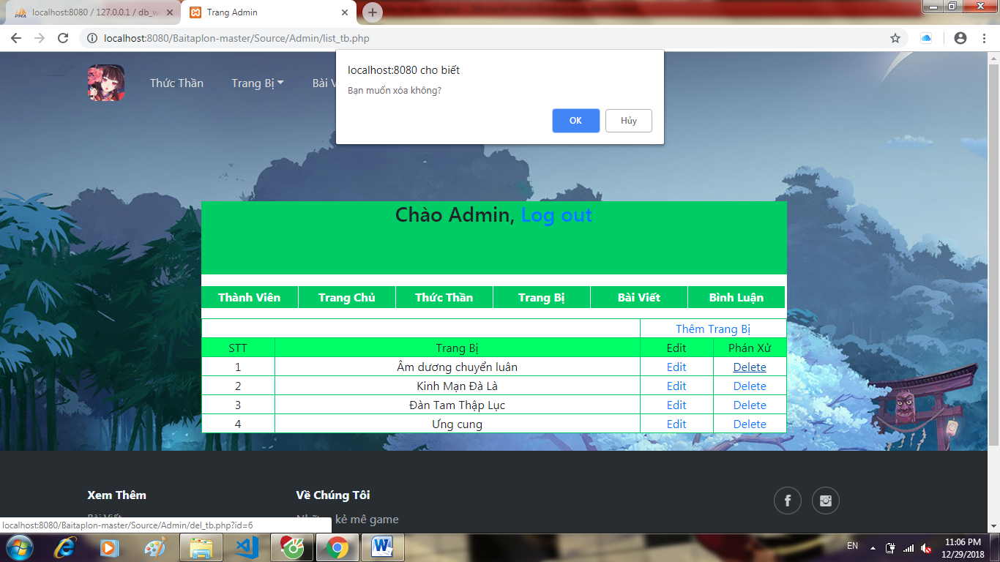 localhost:8080 / 127.0.0.1 / db_w
Trang Admin
localhost:8080/Baitaplon-master/Source/Admin/list_tb.php
Thức Thần
Trang Bị
Bài V
localhost:8080 cho biết
Bạn muốn xóa không?
OK
Hủy
Chào Admin, Log out
Thành Viên Trang Chủ Thức Thần Trang Bị Bài Viết Bình Luận
Thêm Trang Bị
STT Trang Bị Edit Phán Xử
1 Âm dương chuyển luân Edit Delete
2 Kinh Mạn Đà Là Edit Delete
3 Đàn Tam Thập Lục Edit Delete
4 Ưng cung Edit Delete
Xem Thêm
Về Chúng Tôi
Bài Viết
Những kẻ mê game
localhost:8080/Baitaplon-master/Source/Admin/del_tb.php?id=6
EN
11:06 PM
12/29/2018